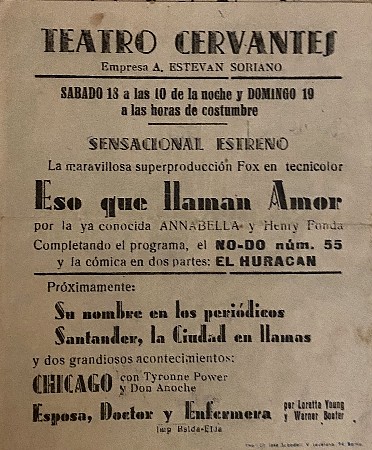 TEATRO CERVANTES
Empresa A. ESTEVAN SORIANO
SABADO 18 a las 10 de la noche y DOMINGO 19
a las horas de costumbre
SENSACIONAL ESTRENO
La maravillosa superproducción Fox en tecnicolor
Eso que llaman Amor
por la ya conocida ANNABELLA y Henry Fonda
Completando el programa, el NO-DO núm. 55
y la cómica en dos partes: EL HURACAN
Próximamente:
Su nombre en los periódicos
Santander, la Ciudad en llamas
y dos grandiosos acontecimientos:
CHICAGO con Tyronne Power
y Don Anoche
Esposa, Doctor y Enfermera por Loretta Young
y Werner Boster
Imp Balda-Elda